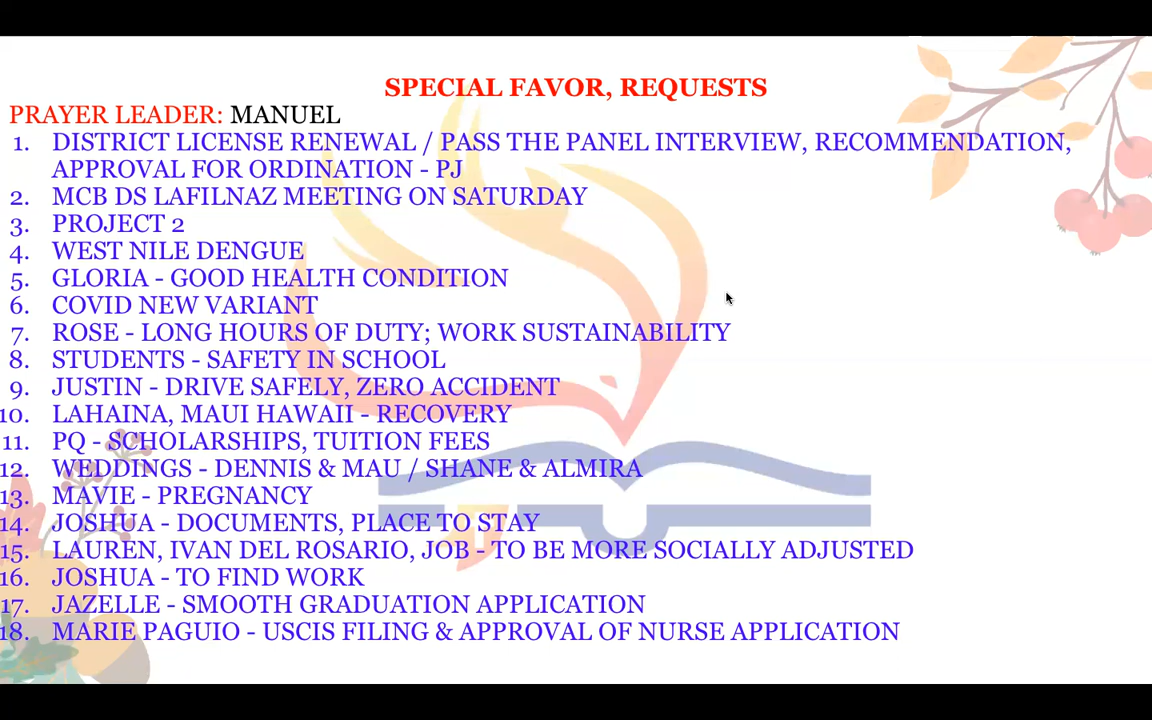 SPECIAL FAVOR, REQUESTS
PRAYER LEADER: MANUEL
1. DISTRICT LICENSE RENEWAL / PASS THE PANEL INTERVIEW, RECOMMENDATION,
APPROVAL FOR ORDINATION - PJ
2. MCB DS LAFILNAZ MEETING ON SATURDAY
3. PROJECT 2
4. WEST NILE DENGUE
5. GLORIA - GOOD HEALTH CONDITION
6. COVID NEW VARIANT
7. ROSE - LONG HOURS OF DUTY; WORK SUSTAINABILITY
8. STUDENTS - SAFETY IN SCHOOL
9. JUSTIN - DRIVE SAFELY, ZERO ACCIDENT
10. LAHAINA, MAUI HAWAII - RECOVERY
11. PQ - SCHOLARSHIPS, TUITION FEES
12. WEDDINGS - DENNIS & MAU / SHANE & ALMIRA
13. MAVIE - PREGNANCY
14. JOSHUA - DOCUMENTS, PLACE TO STAY
15. LAUREN, IVAN DEL ROSARIO, JOB - TO BE MORE SOCIALLY ADJUSTED
16. JOSHUA - TO FIND WORK
17. JAZELLE - SMOOTH GRADUATION APPLICATION
18. MARIE PAGUIO - USCIS FILING & APPROVAL OF NURSE APPLICATION